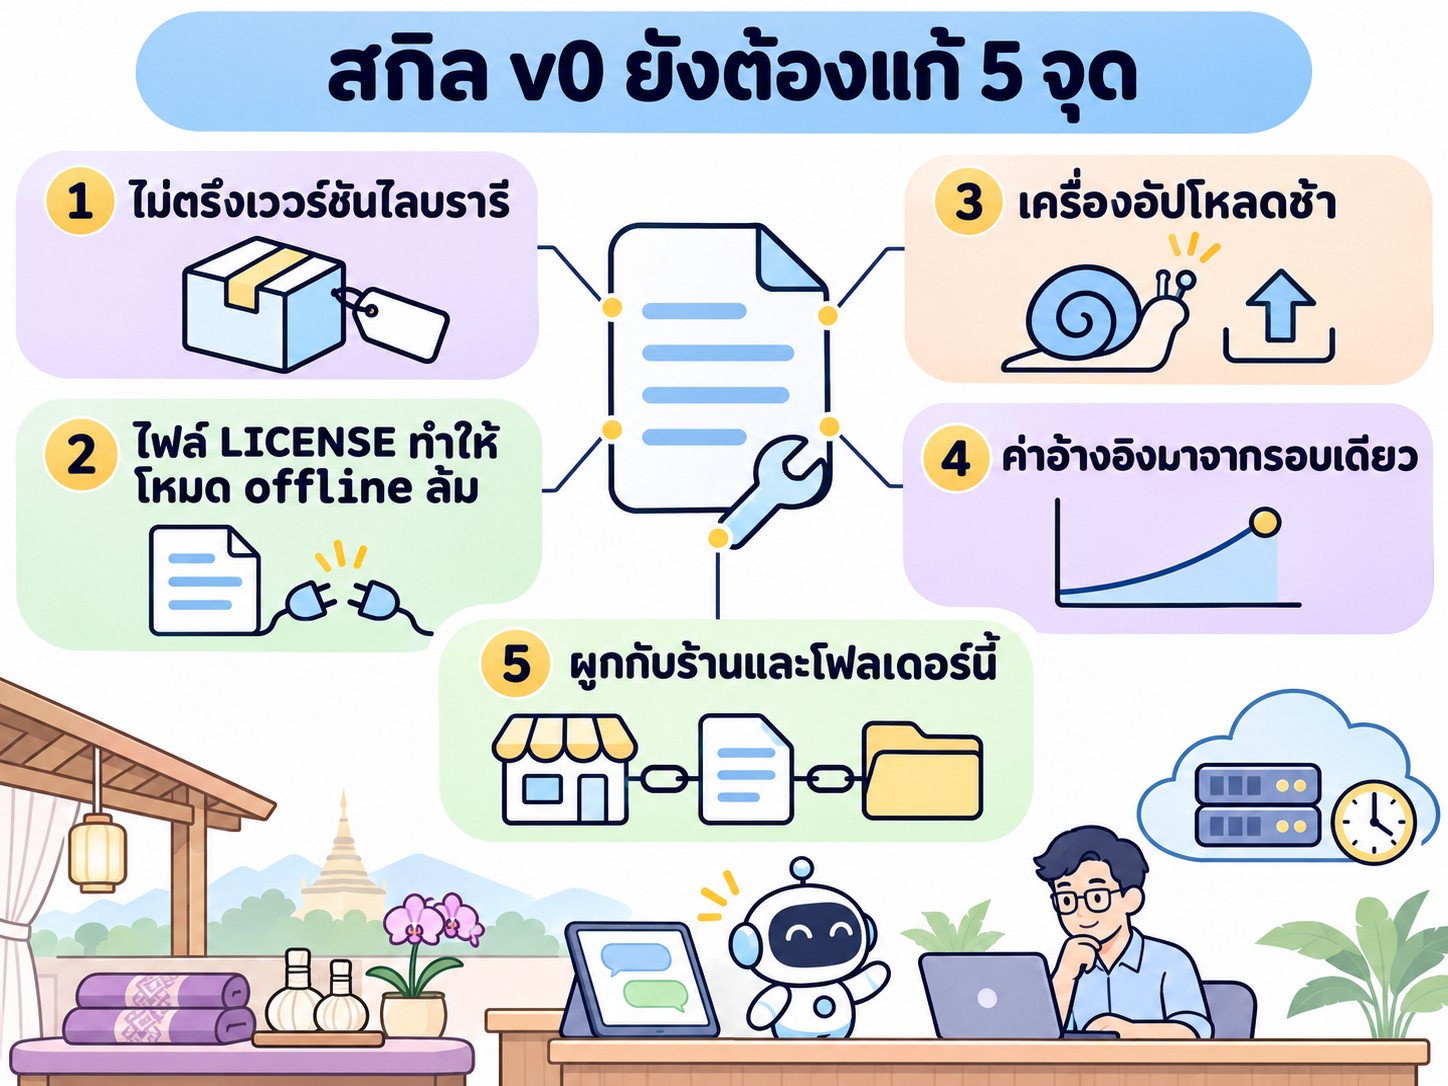 สกิล v0 ยังต้องแก้ 5 จุด
1 ไม่ตรึงเวอร์ชันไลบรารี
2 ไฟล์ LICENSE ทำให้
โหมด offline ล้ม
3 เครื่องอัปโหลดช้า
4 ค่าอ้างอิงมาจากรอบเดียว
5 ผูกกับร้านและโฟลเดอร์นี้